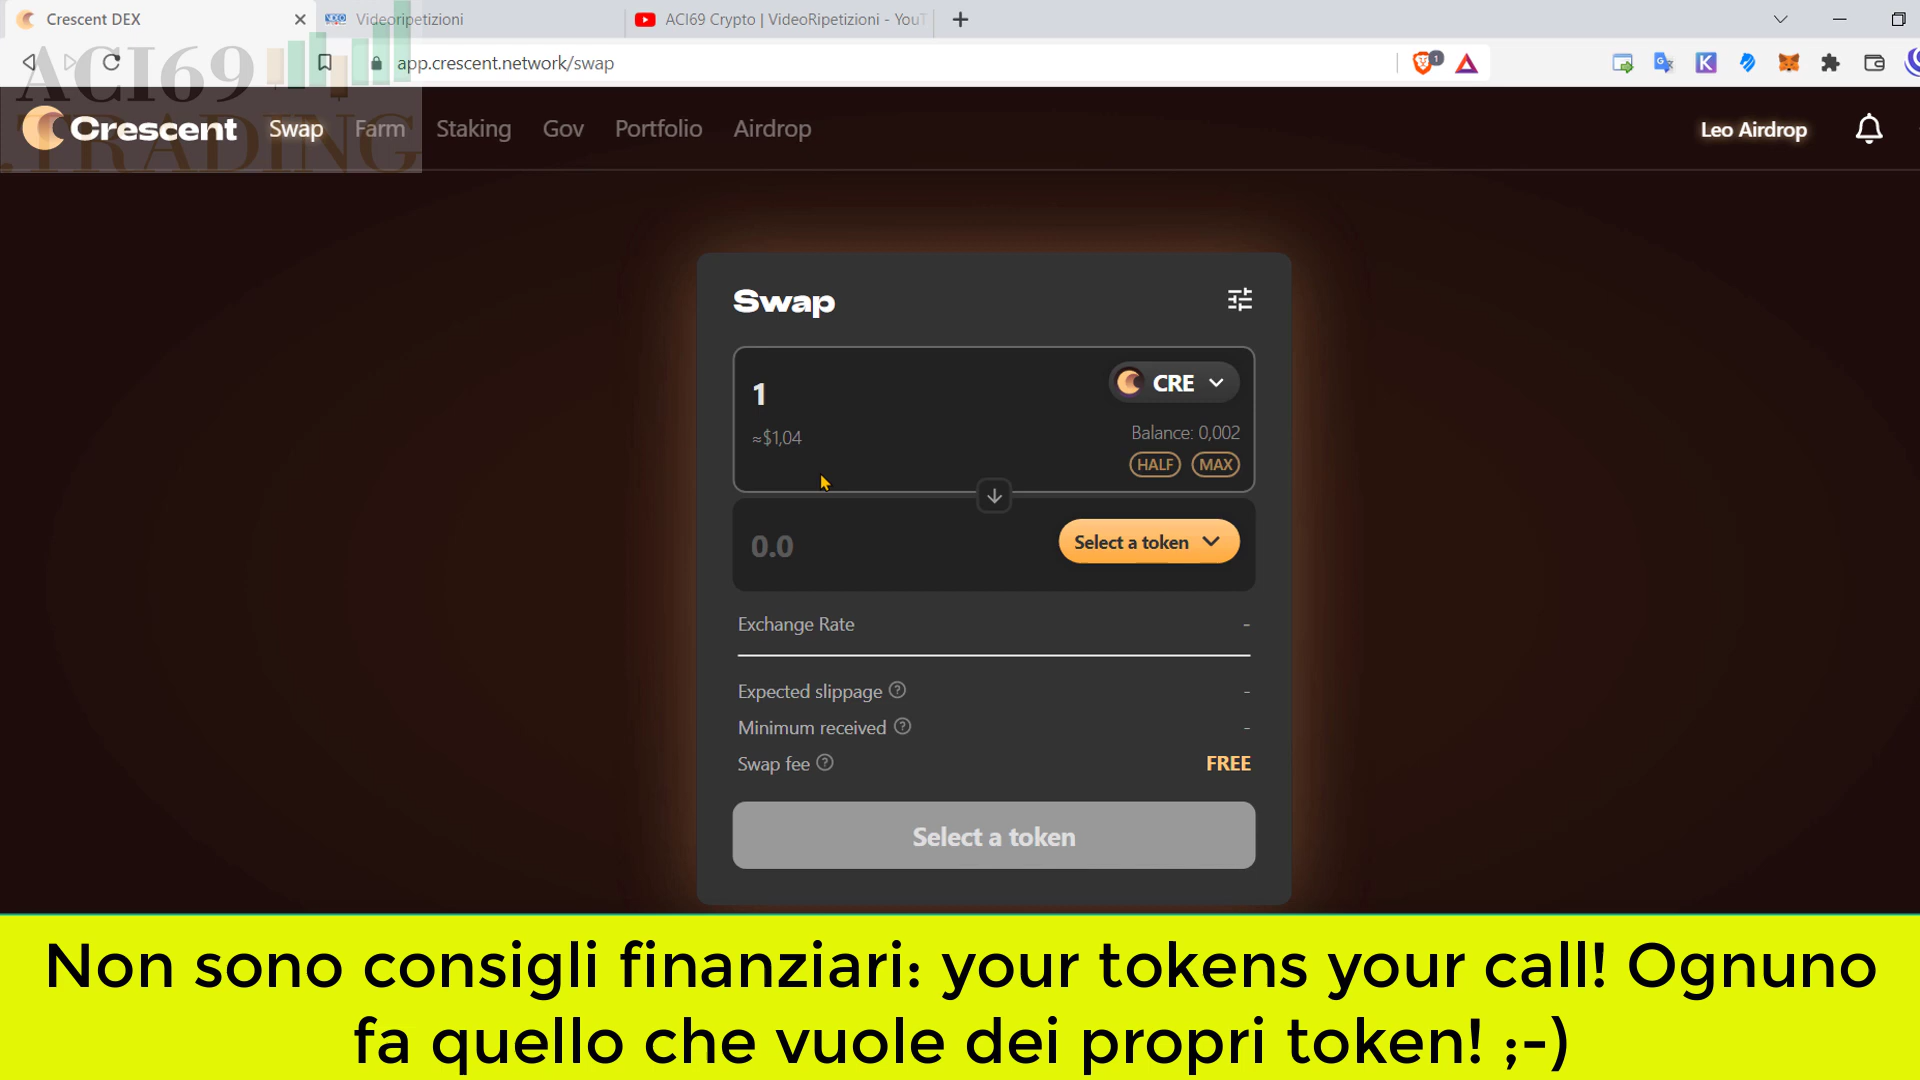 Crescent DEX
Videoripetizioni
ACI69 Crypto | VideoRipetizioni - YouT
app.crescent.network/swap
ACI69
.TRADING
Crescent
Swap
Farm
Staking
Gov
Portfolio
Airdrop
Leo Airdrop
Swap
1
CRE
≈$1,04
Balance: 0,002
HALF
MAX
0.0
Select a token
Exchange Rate
-
Expected slippage
-
Minimum received
-
Swap fee
FREE
Select a token
Non sono consigli finanziari: your tokens your call! Ognuno
fa quello che vuole dei propri token! ;-)